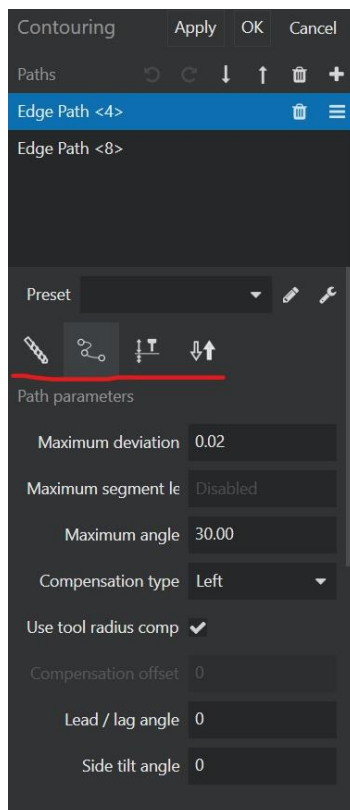 Contouring Apply OK Cancel
Paths
Edge Path <4>
Edge Path <8>
Preset
Path parameters
Maximum deviation 0.02
Maximum segment le Disabled
Maximum angle 30.00
Compensation type Left
Use tool radius comp
Compensation offset 0
Lead / lag angle 0
Side tilt angle 0